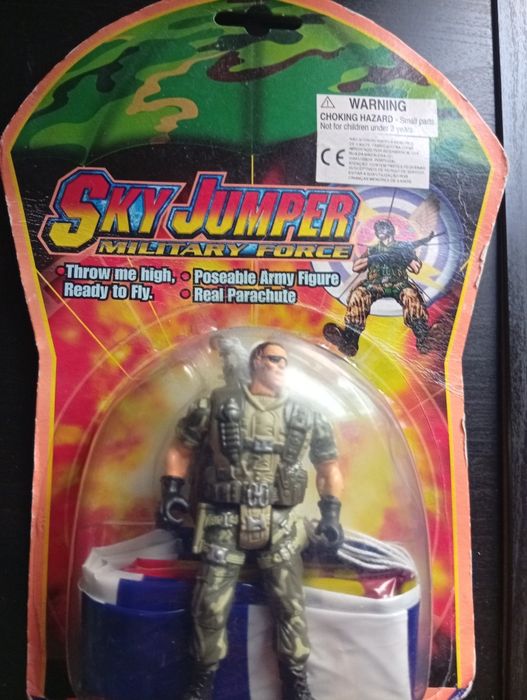 WARNING
CHOKING HAZARD - Small parts
Not for children under 3 years
CE
SKY JUMPER
MILITARY FORCE
•Throw me high,
Ready to Fly.
•Poseable Army Figure
•Real Parachute